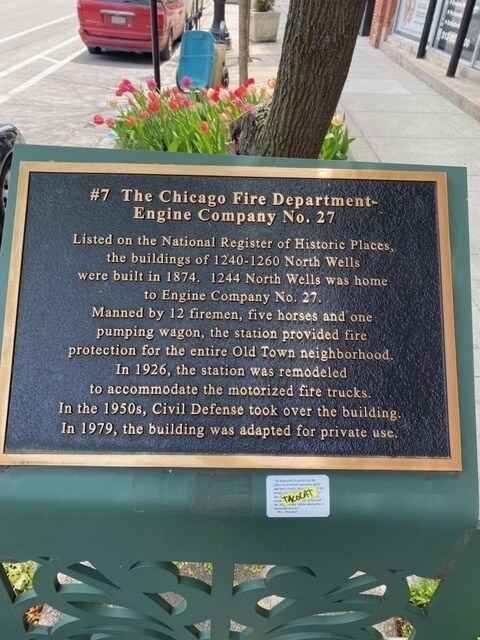 #7 The Chicago Fire Department-
Engine Company No. 27
Listed on the National Register of Historic Places,
the buildings of 1240-1260 North Wells
were built in 1874. 1244 North Wells was home
to Engine Company No. 27.
Manned by 12 firemen, five horses and one
pumping wagon, the station provided fire
protection for the entire Old Town neighborhood.
In 1926, the station was remodeled
to accommodate the motorized fire trucks.
In the 1950s, Civil Defense took over the building.
In 1979, the building was adapted for private use.
TACOCAT